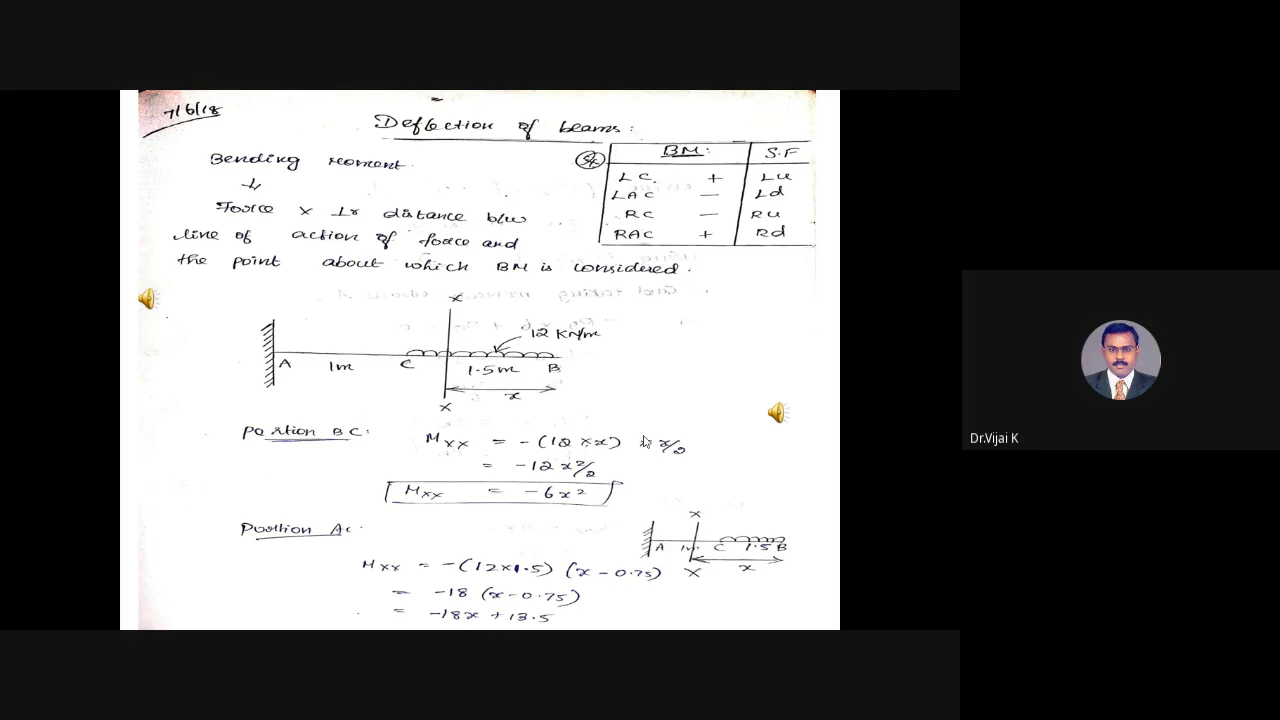 7/6/18
Deflection of beams:
Bending Moment.
↓
Force × ⊥r distance b/w
line of action of force and
the point about which BM is considered.
BM: S.F
LC. + Lu
LAC — Ld
RC — Ru
RAC + Rd
X
12 KN/m
A 1m C 1.5m B
x
X
Portion BC:
Mxx = -(12 × x) × x/2
= -12 x²/2
Mxx = -6x²
Portion AC.
X
A 1m C 1.5 B
X x
Mxx = -(12×1.5) (x-0.75)
= -18 (x-0.75)
= -18x + 13.5
Dr.Vijai K